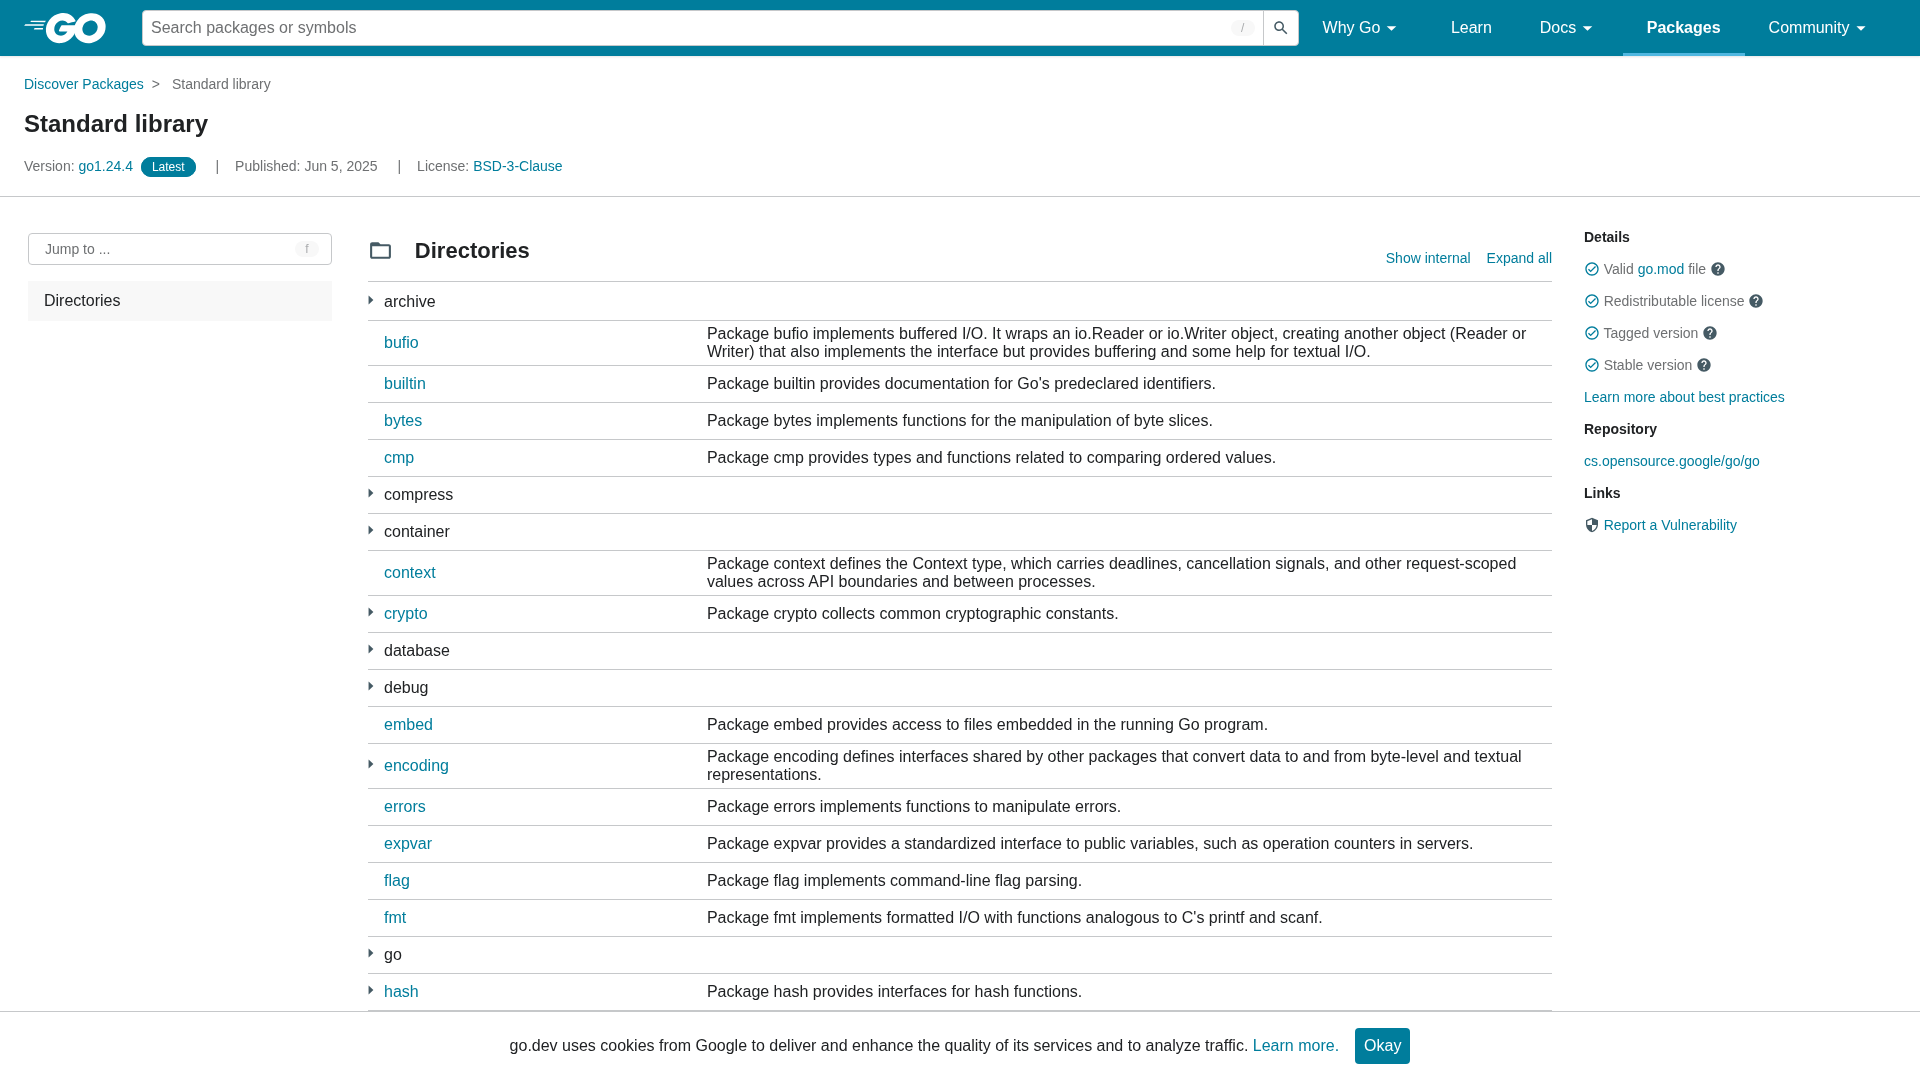 GO
Search packages or symbols
/
Why Go
Learn
Docs
Packages
Community
Discover Packages > Standard library
Standard library
Version: go1.24.4 Latest | Published: Jun 5, 2025 | License: BSD-3-Clause
Jump to ...
f
Directories
Directories
Show internal
Expand all
archive
bufio
Package bufio implements buffered I/O. It wraps an io.Reader or io.Writer object, creating another object (Reader or
Writer) that also implements the interface but provides buffering and some help for textual I/O.
builtin
Package builtin provides documentation for Go's predeclared identifiers.
bytes
Package bytes implements functions for the manipulation of byte slices.
cmp
Package cmp provides types and functions related to comparing ordered values.
compress
container
context
Package context defines the Context type, which carries deadlines, cancellation signals, and other request-scoped
values across API boundaries and between processes.
crypto
Package crypto collects common cryptographic constants.
database
debug
embed
Package embed provides access to files embedded in the running Go program.
encoding
Package encoding defines interfaces shared by other packages that convert data to and from byte-level and textual
representations.
errors
Package errors implements functions to manipulate errors.
expvar
Package expvar provides a standardized interface to public variables, such as operation counters in servers.
flag
Package flag implements command-line flag parsing.
fmt
Package fmt implements formatted I/O with functions analogous to C's printf and scanf.
go
hash
Package hash provides interfaces for hash functions.
Details
Valid go.mod file
Redistributable license
Tagged version
Stable version
Learn more about best practices
Repository
cs.opensource.google/go/go
Links
Report a Vulnerability
go.dev uses cookies from Google to deliver and enhance the quality of its services and to analyze traffic. Learn more.
Okay